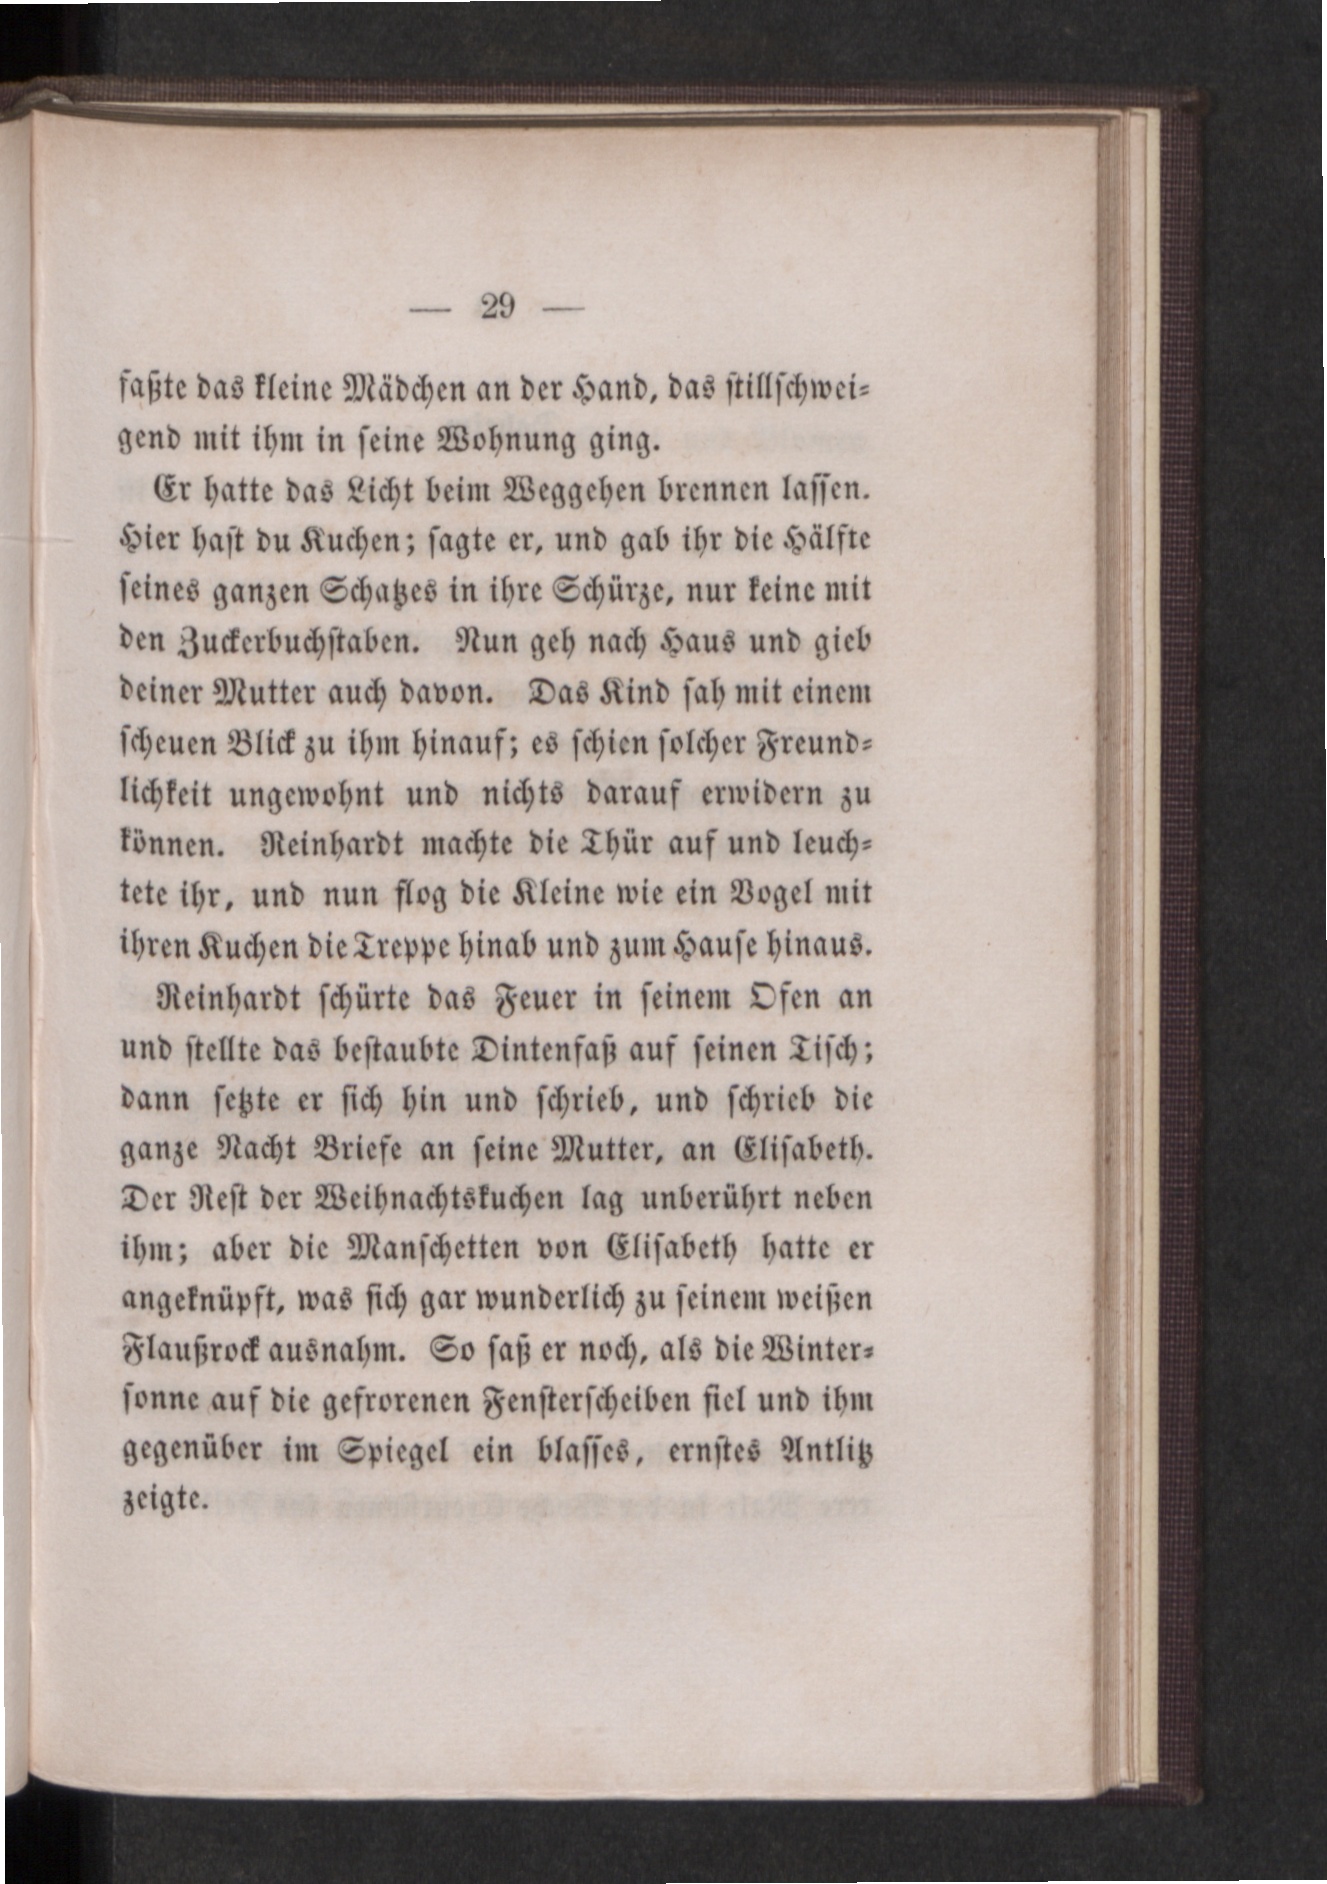 — 29 —
faßte das kleine Mädchen an der Hand, das stillschwei-
gend mit ihm in seine Wohnung ging.
Er hatte das Licht beim Weggehen brennen lassen.
Hier hast du Kuchen; sagte er, und gab ihr die Hälfte
seines ganzen Schatzes in ihre Schürze, nur keine mit
den Zuckerbuchstaben. Nun geh nach Haus und gieb
deiner Mutter auch davon. Das Kind sah mit einem
scheuen Blick zu ihm hinauf; es schien solcher Freund-
lichkeit ungewohnt und nichts darauf erwidern zu
können. Reinhardt machte die Thür auf und leuch-
tete ihr, und nun flog die Kleine wie ein Vogel mit
ihren Kuchen die Treppe hinab und zum Hause hinaus.
Reinhardt schürte das Feuer in seinem Ofen an
und stellte das bestaubte Dintenfaß auf seinen Tisch;
dann setzte er sich hin und schrieb, und schrieb die
ganze Nacht Briefe an seine Mutter, an Elisabeth.
Der Rest der Weihnachtskuchen lag unberührt neben
ihm; aber die Manschetten von Elisabeth hatte er
angeknüpft, was sich gar wunderlich zu seinem weißen
Flaußrock ausnahm. So saß er noch, als die Winter-
sonne auf die gefrorenen Fensterscheiben fiel und ihm
gegenüber im Spiegel ein blasses, ernstes Antlitz
zeigte.